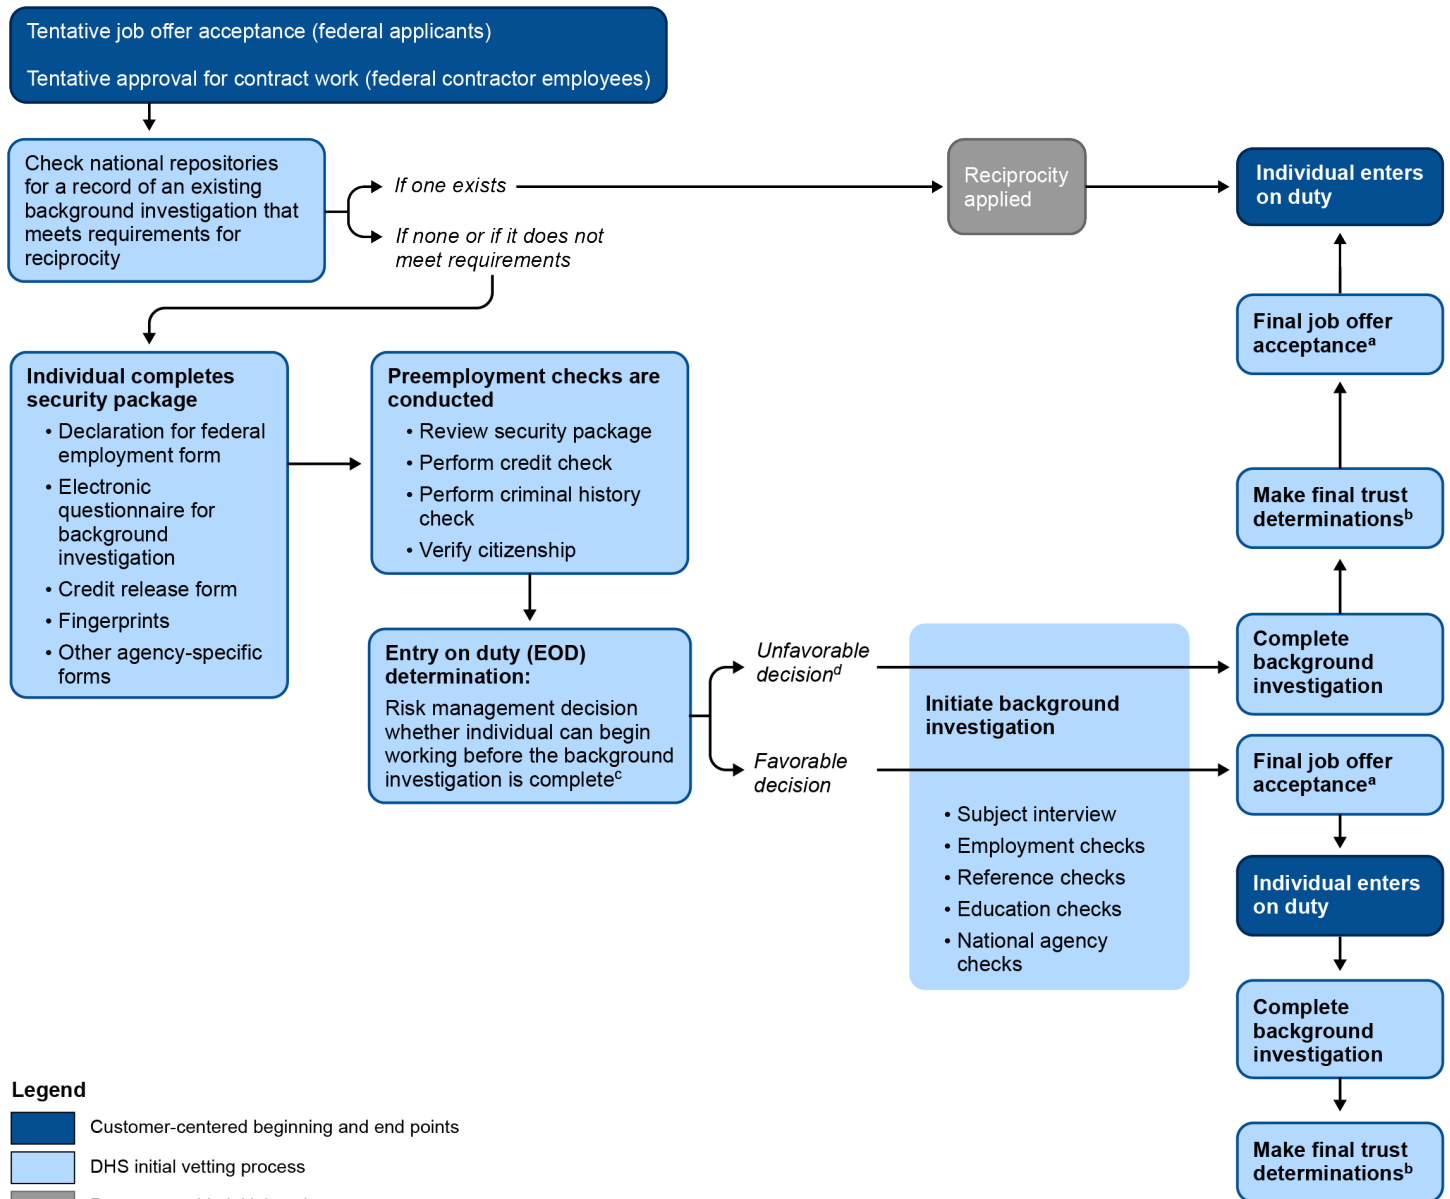 Tentative job offer acceptance (federal applicants)
Tentative approval for contract work (federal contractor employees)
Check national repositories
for a record of an existing
background investigation that
meets requirements for
reciprocity
If one exists
If none or if it does not
meet requirements
Reciprocity
applied
Individual enters
on duty
Final job offer
acceptanceᵃ
Make final trust
determinationsᵇ
Individual completes
security package
• Declaration for federal
employment form
• Electronic
questionnaire for
background
investigation
• Credit release form
• Fingerprints
• Other agency-specific
forms
Preemployment checks are
conducted
• Review security package
• Perform credit check
• Perform criminal history
check
• Verify citizenship
Entry on duty (EOD)
determination:
Risk management decision
whether individual can begin
working before the background
investigation is completeᶜ
Unfavorable
decisionᵈ
Favorable
decision
Initiate background
investigation
• Subject interview
• Employment checks
• Reference checks
• Education checks
• National agency
checks
Complete
background
investigation
Final job offer
acceptanceᵃ
Individual enters
on duty
Complete
background
investigation
Make final trust
determinationsᵇ
Legend
Customer-centered beginning and end points
DHS initial vetting process